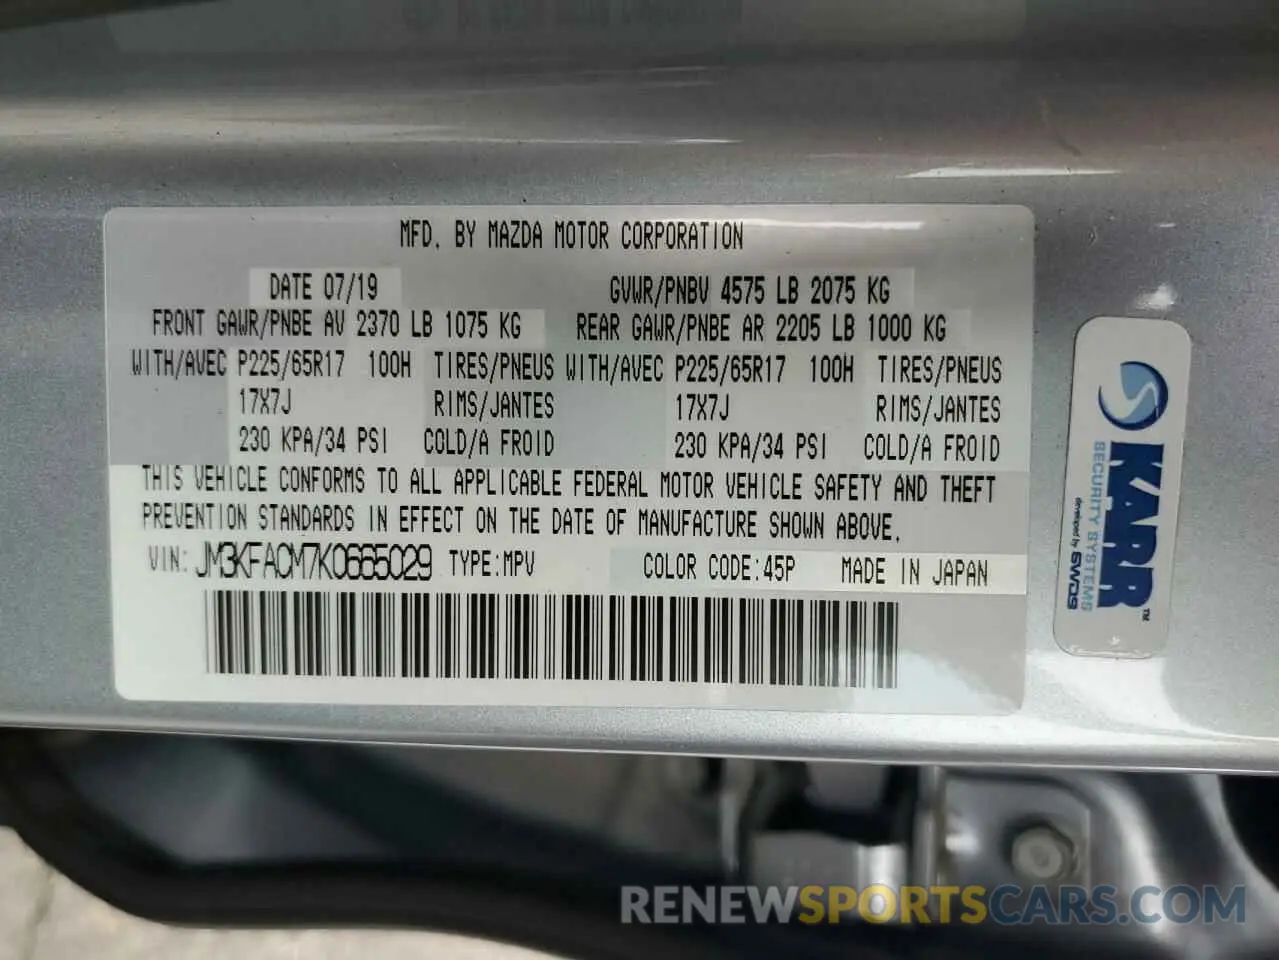 MFD. BY MAZDA MOTOR CORPORATION
DATE 07/19 GVWR/PNBV 4575 LB 2075 KG
FRONT GAWR/PNBE AV 2370 LB 1075 KG REAR GAWR/PNBE AR 2205 LB 1000 KG
WITH/AVEC P225/65R17 100H TIRES/PNEUS WITH/AVEC P225/65R17 100H TIRES/PNEUS
17X7J RIMS/JANTES 17X7J RIMS/JANTES
230 KPA/34 PSI COLD/A FROID 230 KPA/34 PSI COLD/A FROID
THIS VEHICLE CONFORMS TO ALL APPLICABLE FEDERAL MOTOR VEHICLE SAFETY AND THEFT
PREVENTION STANDARDS IN EFFECT ON THE DATE OF MANUFACTURE SHOWN ABOVE.
VIN: JM3KFACM7K0665029 TYPE:MPV COLOR CODE:45P MADE IN JAPAN
KARR™
SECURITY SYSTEMS
developed by SWDS
RENEWSPORTSCARS.COM